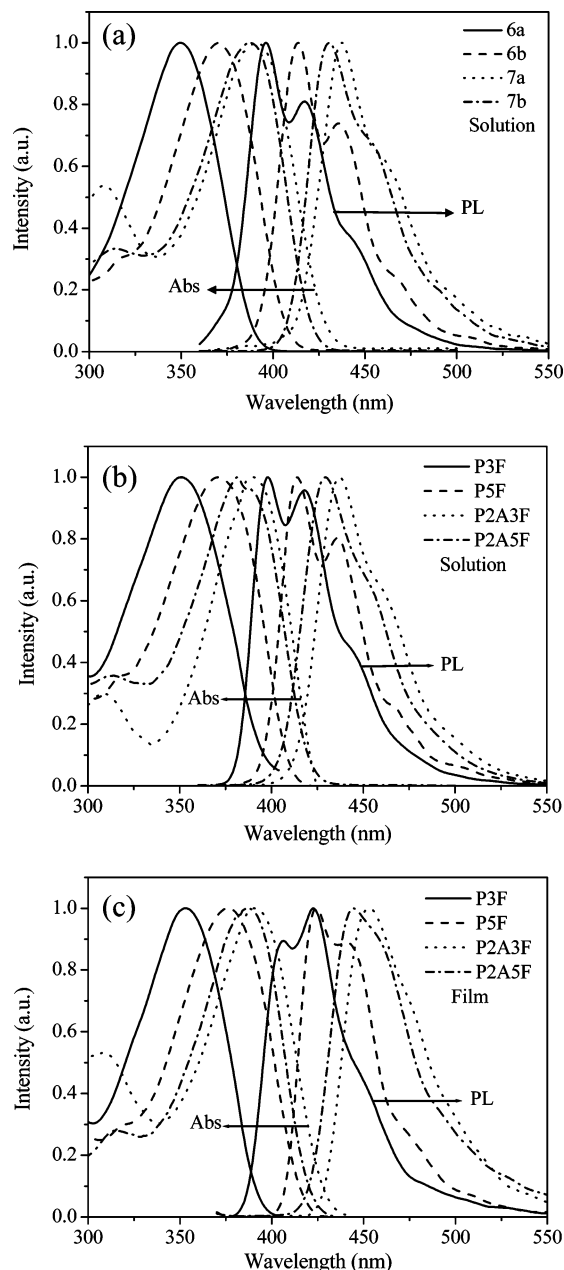 (a)
6a
6b
7a
7b
Solution
PL
Abs
Intensity (a.u.)
1.0
0.8
0.6
0.4
0.2
0.0
300 350 400 450 500 550
Wavelength (nm)
(b)
P3F
P5F
P2A3F
P2A5F
Solution
PL
Abs
Intensity (a.u.)
1.0
0.8
0.6
0.4
0.2
0.0
300 350 400 450 500 550
Wavelength (nm)
(c)
P3F
P5F
P2A3F
P2A5F
Film
PL
Abs
Intensity (a.u.)
1.0
0.8
0.6
0.4
0.2
0.0
300 350 400 450 500 550
Wavelength (nm)